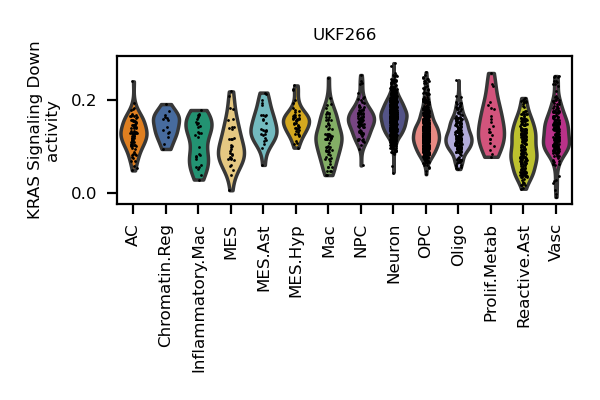 UKF266
KRAS Signaling Down
activity
0.2
0.0
AC
Chromatin.Reg
Inflammatory.Mac
MES
MES.Ast
MES.Hyp
Mac
NPC
Neuron
OPC
Oligo
Prolif.Metab
Reactive.Ast
Vasc